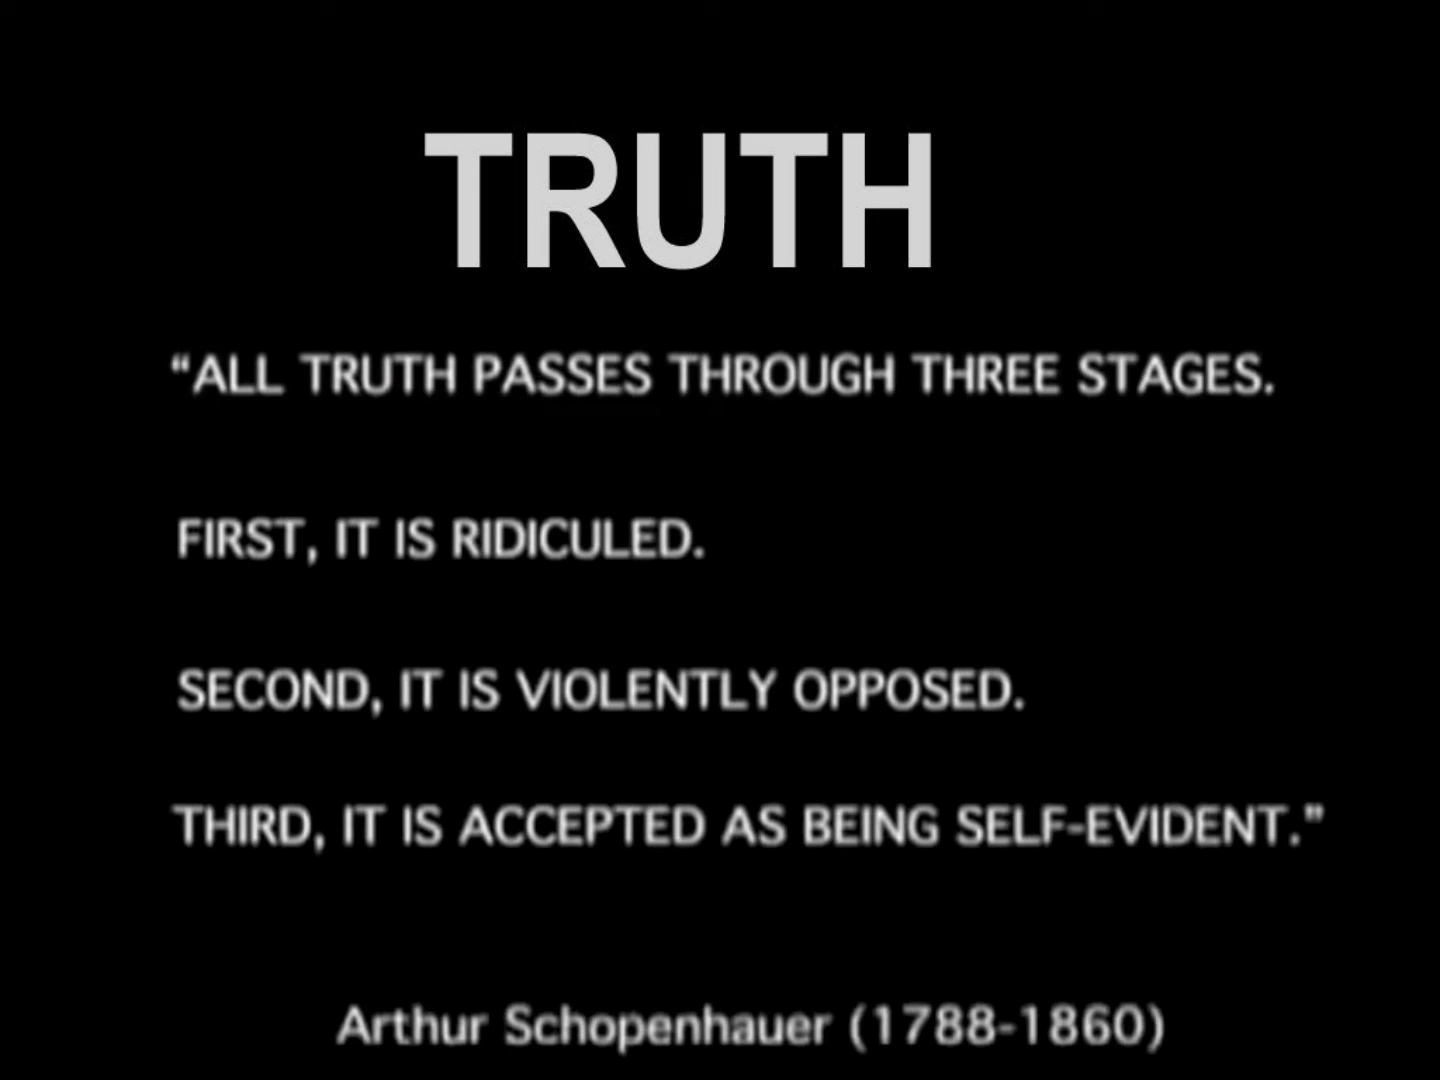 TRUTH
“ALL TRUTH PASSES THROUGH THREE STAGES.
FIRST, IT IS RIDICULED.
SECOND, IT IS VIOLENTLY OPPOSED.
THIRD, IT IS ACCEPTED AS BEING SELF-EVIDENT.”
Arthur Schopenhauer (1788-1860)